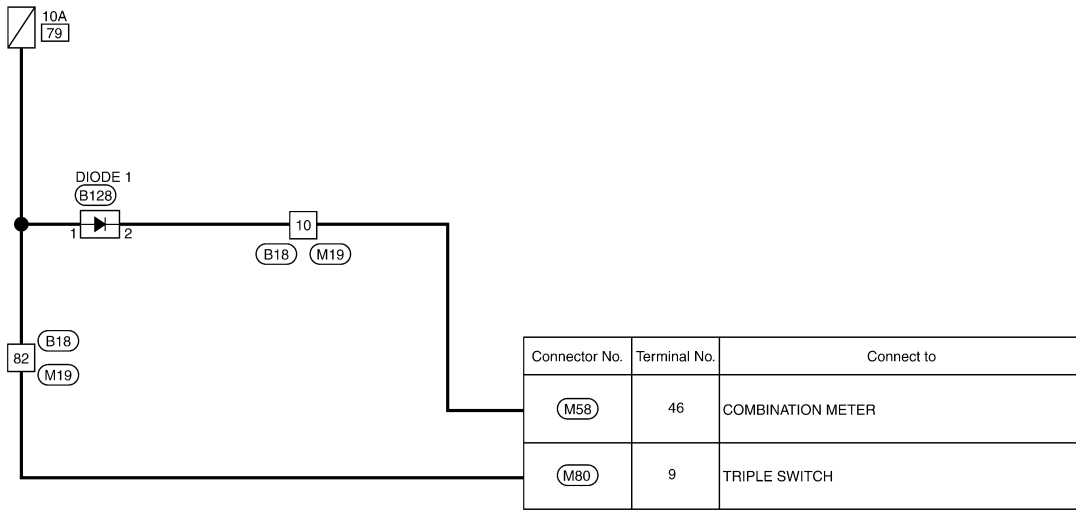 10A
79
DIODE 1
B128
1
2
10
B18
M19
B18
82
M19
Connector No. Terminal No. Connect to
M58 46 COMBINATION METER
M80 9 TRIPLE SWITCH